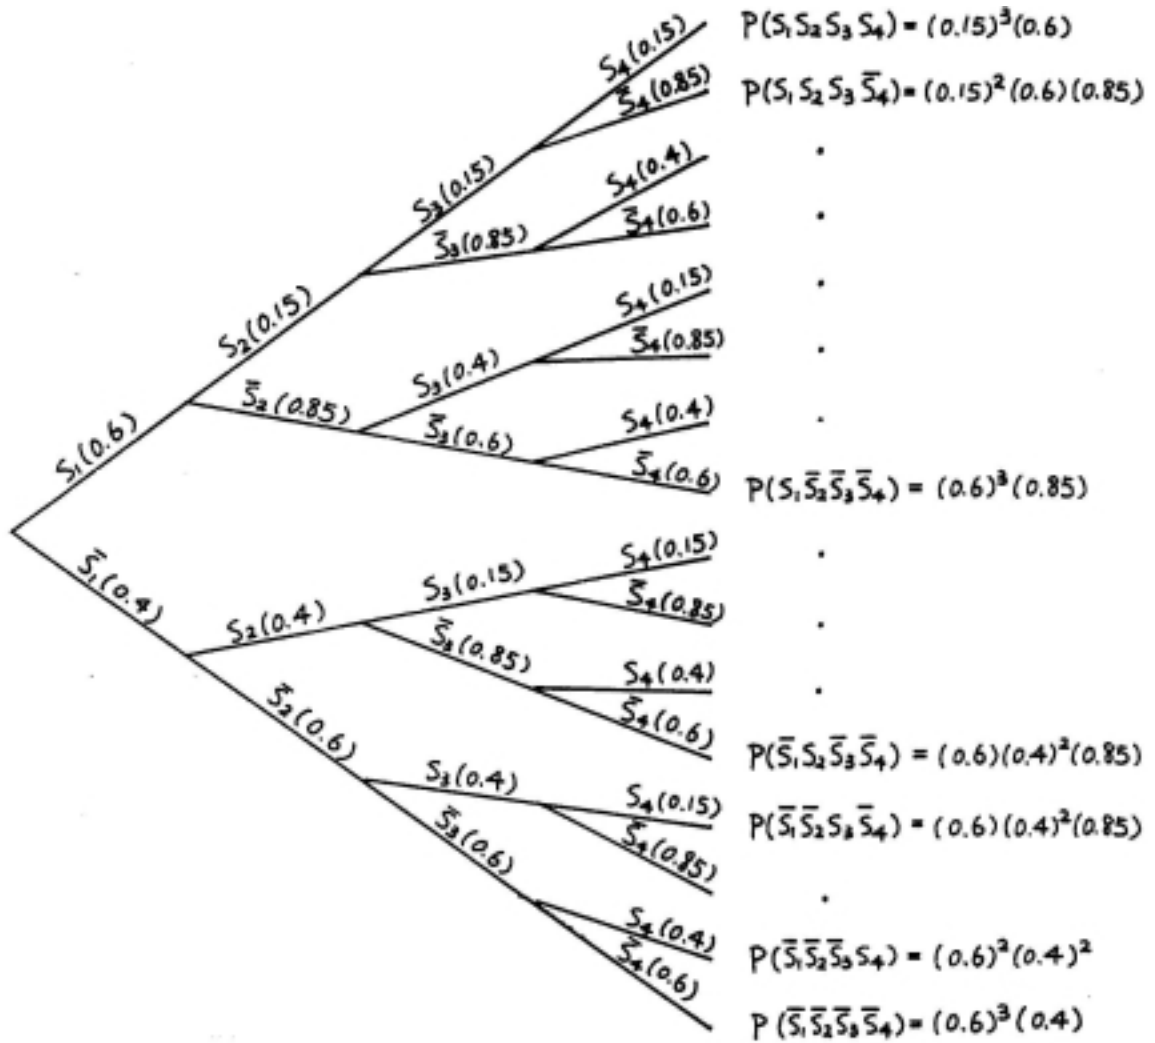 S₄(0.15)
P(S₁S₂S₃S₄) = (0.15)³(0.6)
S̄₄(0.85)
P(S₁S₂S₃S̄₄) = (0.15)²(0.6)(0.85)
S₃(0.15)
S₄(0.4)
S̄₃(0.85)
S̄₄(0.6)
S₂(0.15)
S₄(0.15)
S̄₄(0.85)
S₃(0.4)
S̄₂(0.85)
S₄(0.4)
S̄₃(0.6)
S̄₄(0.6)
P(S₁S̄₂S̄₃S̄₄) = (0.6)³(0.85)
S₁(0.6)
S̄₁(0.4)
S₄(0.15)
S₃(0.15)
S̄₄(0.85)
S₂(0.4)
S̄₃(0.85)
S₄(0.4)
S̄₄(0.6)
P(S̄₁S₂S̄₃S̄₄) = (0.6)(0.4)²(0.85)
S̄₂(0.6)
S₃(0.4)
S₄(0.15)
P(S̄₁S̄₂S₃S̄₄) = (0.6)(0.4)²(0.85)
S̄₄(0.85)
S̄₃(0.6)
S₄(0.4)
P(S̄₁S̄₂S̄₃S₄) = (0.6)²(0.4)²
S̄₄(0.6)
P(S̄₁S̄₂S̄₃S̄₄) = (0.6)³(0.4)